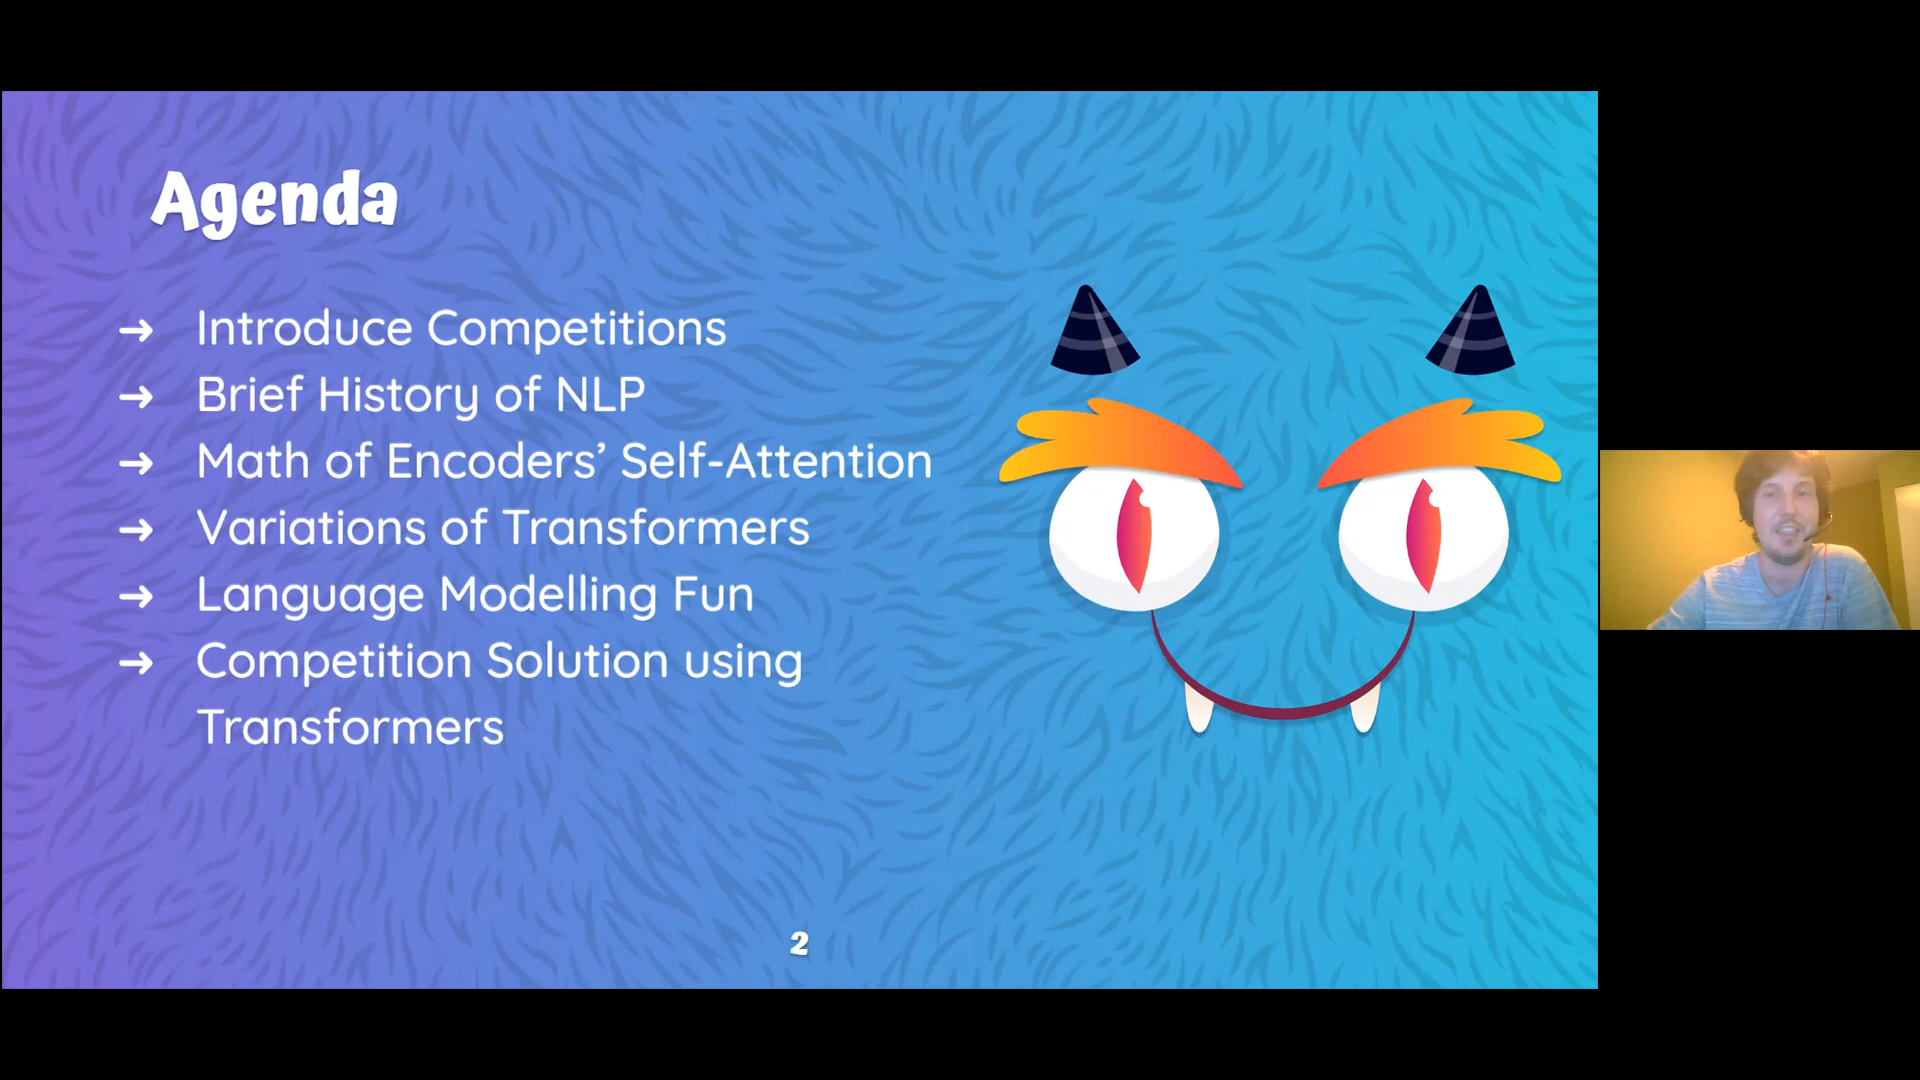 Agenda
→ Introduce Competitions
→ Brief History of NLP
→ Math of Encoders’ Self-Attention
→ Variations of Transformers
→ Language Modelling Fun
→ Competition Solution using
Transformers
2